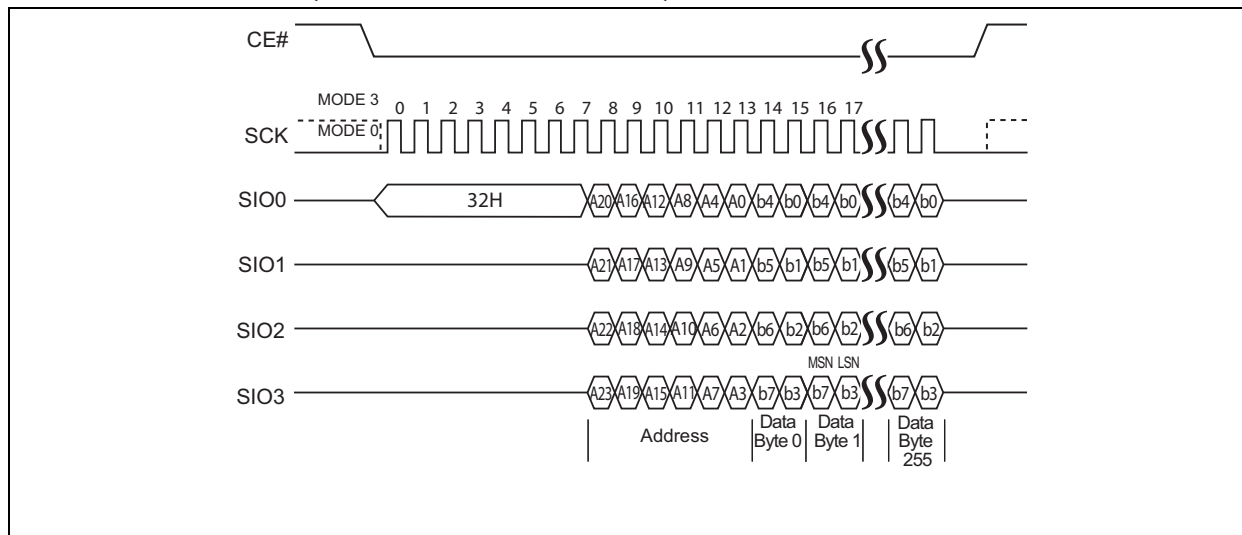 CE#
MODE 3
0 1 2 3 4 5 6 7 8 9 10 11 12 13 14 15 16 17
SCK
MODE 0
SIO0
32H
A20 A16 A12 A8 A4 A0 b4 b0 b4 b0 b4 b0
SIO1
A21 A17 A13 A9 A5 A1 b5 b1 b5 b1 b5 b1
SIO2
A22 A18 A14 A10 A6 A2 b6 b2 b6 b2 b6 b2
MSN LSN
SIO3
A23 A19 A15 A11 A7 A3 b7 b3 b7 b3 b7 b3
Address
Data
Byte 0
Data
Byte 1
Data
Byte
255